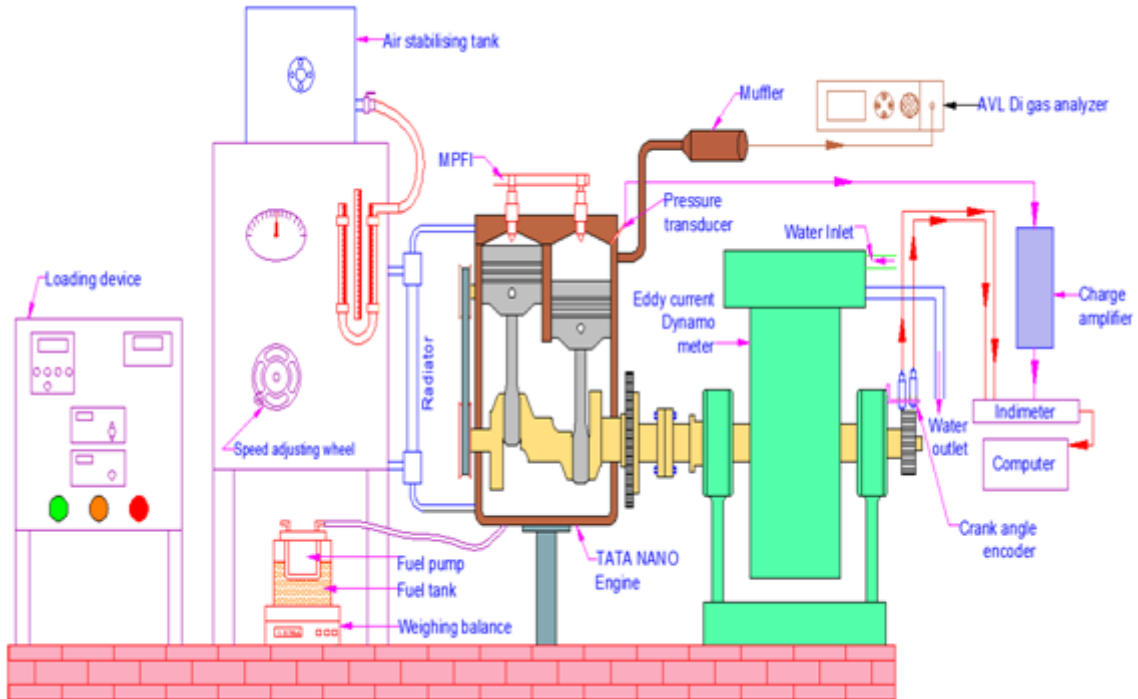 Air stabilising tank
Muffler
AVL Di gas analyzer
MPFI
Pressure
transducer
Water Inlet
Loading device
Eddy current
Dynamo
meter
Charge
amplifier
Radiator
Speed adjusting wheel
Water
outlet
Indimeter
Computer
Crank angle
encoder
Fuel pump
Fuel tank
TATA NANO
Engine
Weighing balance